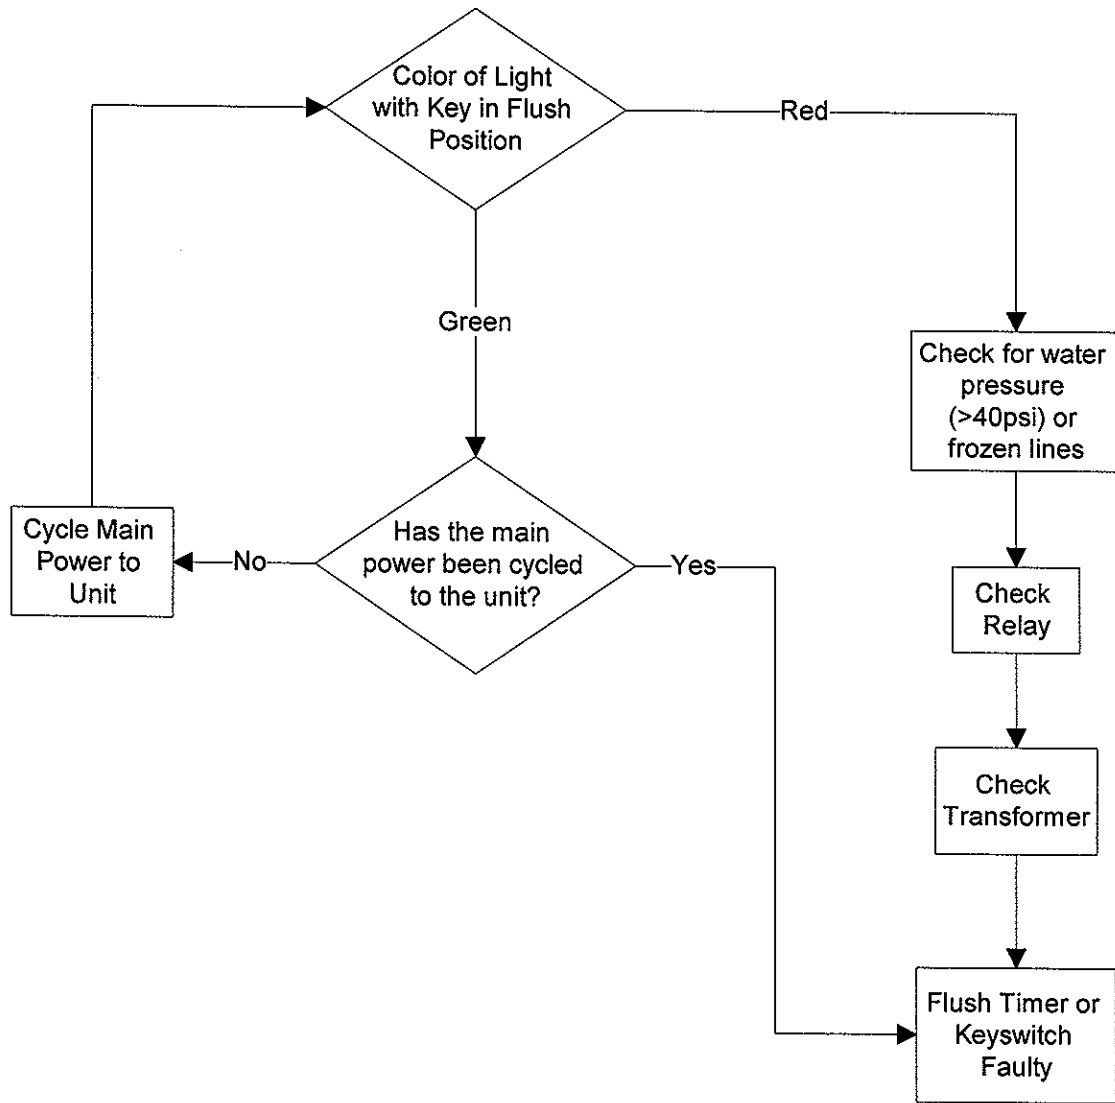 Color of Light
with Key in Flush
Position
Red
Green
Check for water
pressure
(>40psi) or
frozen lines
Cycle Main
Power to
Unit
No
Has the main
power been cycled
to the unit?
Yes
Check
Relay
Check
Transformer
Flush Timer or
Keyswitch
Faulty